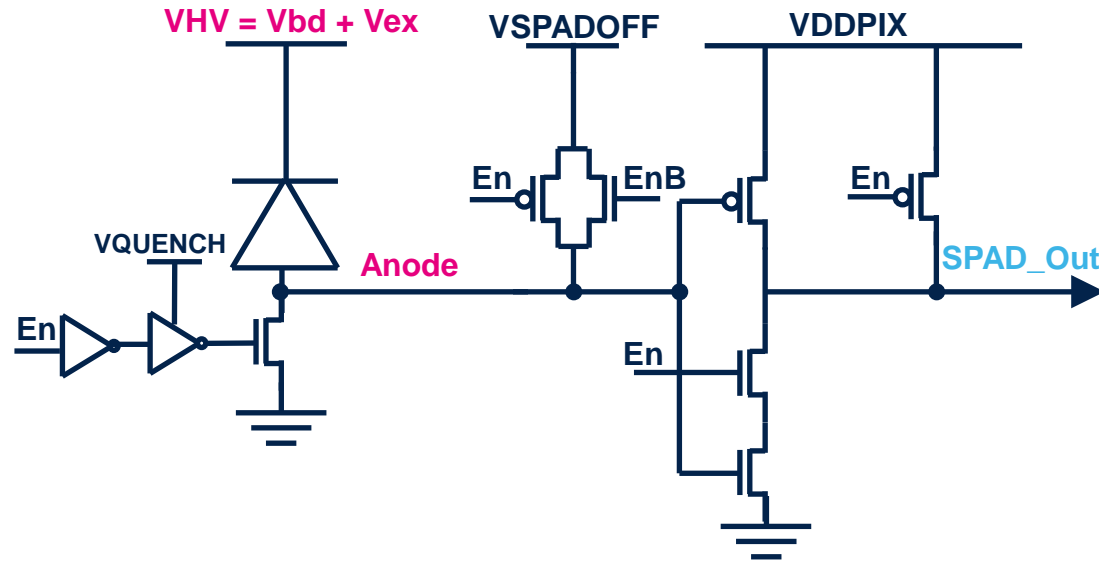 VHV = Vbd + Vex
VSPADOFF
VDDPIX
En
EnB
En
VQUENCH
Anode
SPAD_Out
En
En